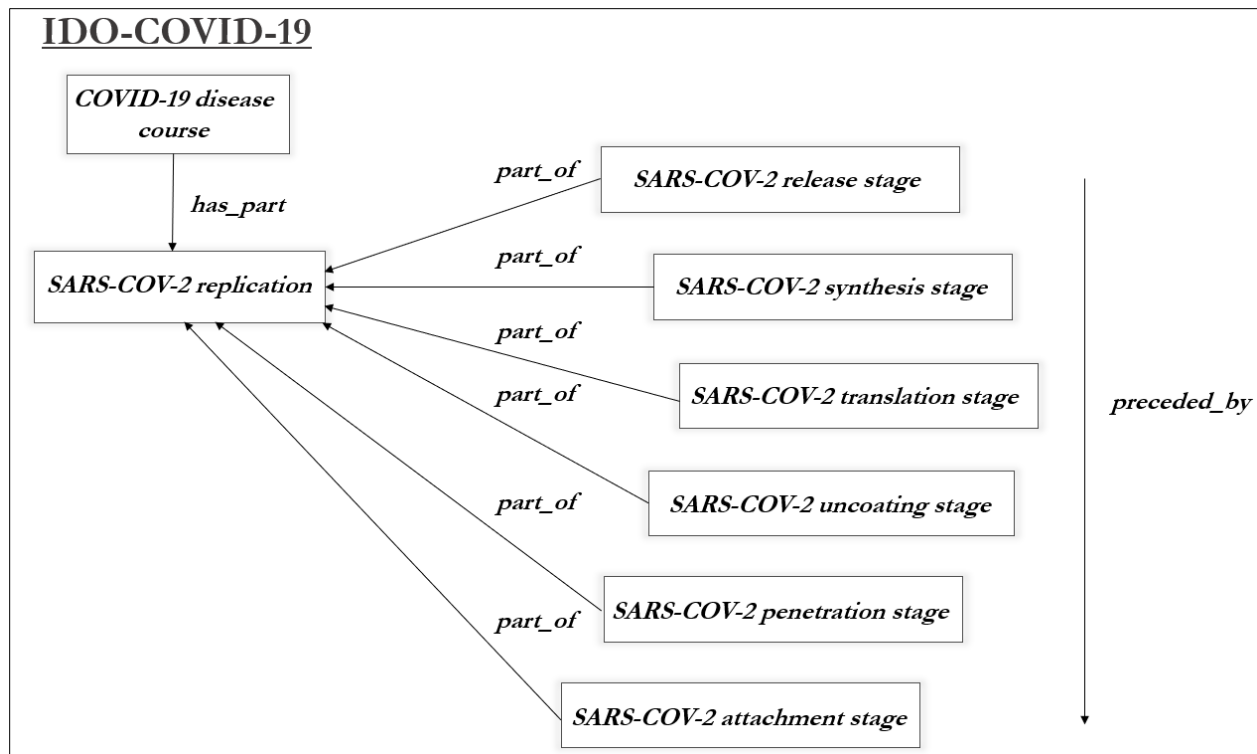 IDO-COVID-19
COVID-19 disease
course
has_part
SARS-COV-2 replication
part_of
SARS-COV-2 release stage
part_of
SARS-COV-2 synthesis stage
part_of
SARS-COV-2 translation stage
part_of
SARS-COV-2 uncoating stage
part_of
SARS-COV-2 penetration stage
part_of
SARS-COV-2 attachment stage
preceded_by